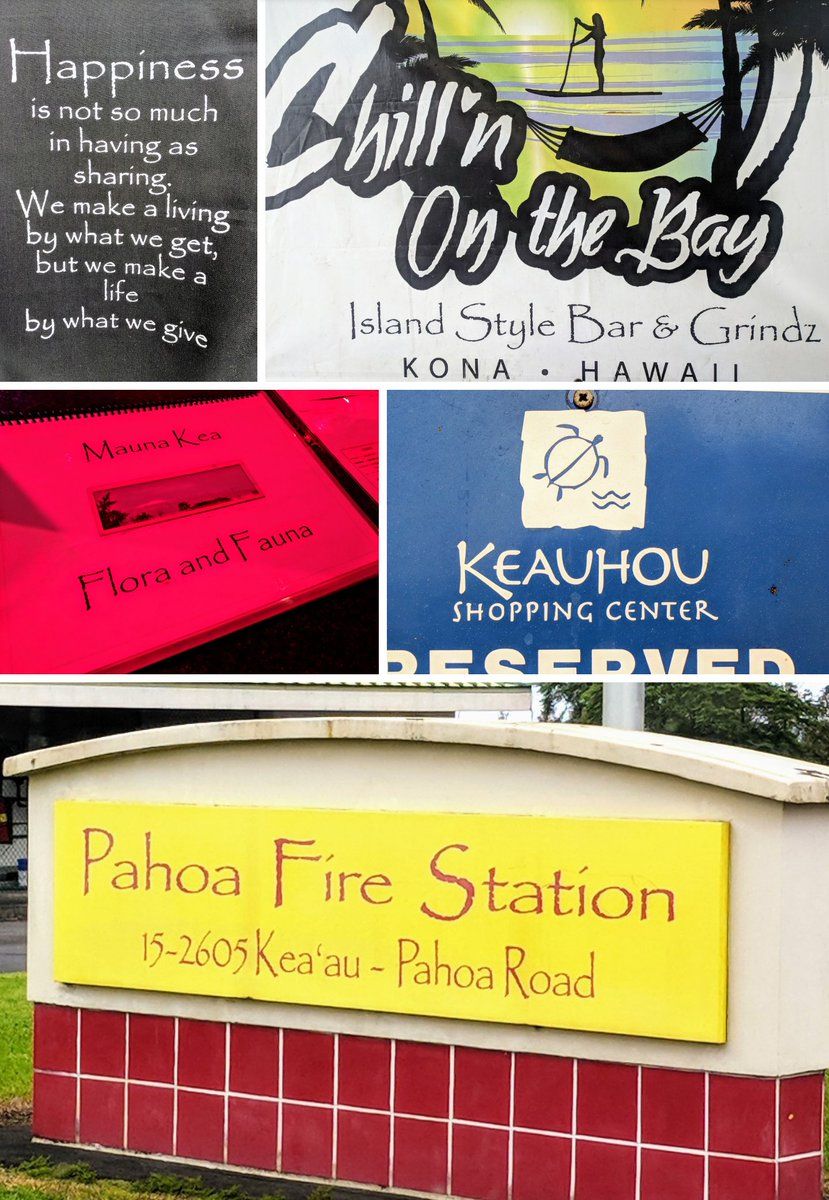 Happiness
is not so much
in having as
sharing.
We make a living
by what we get,
but we make a
life
by what we give
Chill'n
On the Bay
Island Style Bar & Grindz
KONA • HAWAII
Mauna Kea
Flora and Fauna
KEAUHOU
SHOPPING CENTER
RESERVED
Pahoa Fire Station
15-2605 Kea‘au - Pahoa Road